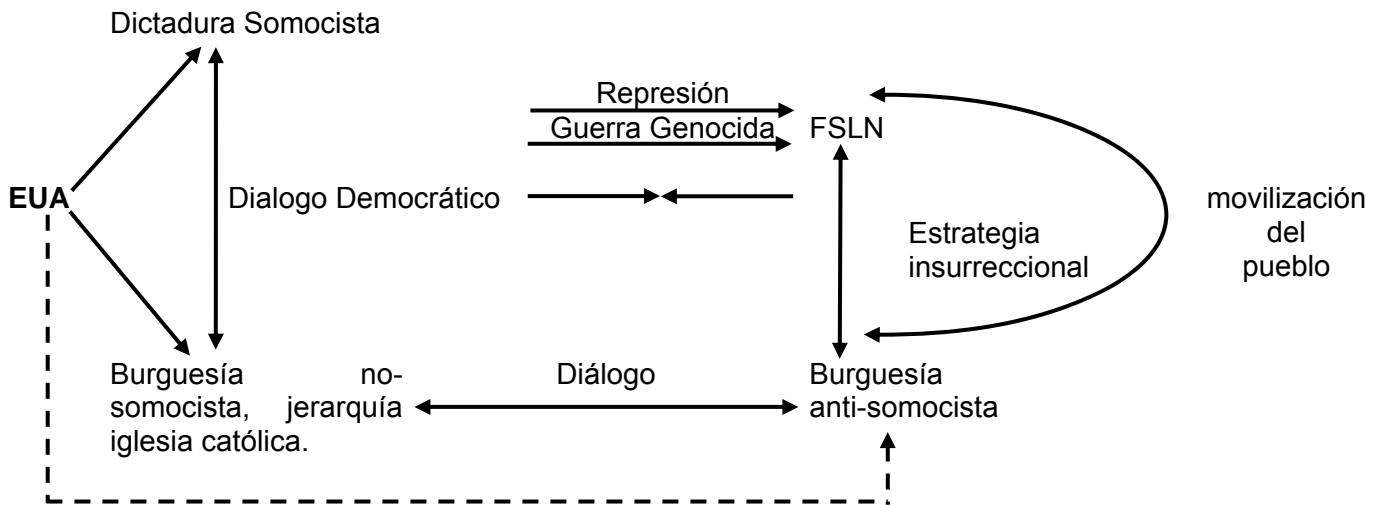 Dictadura Somocista
Represión
Guerra Genocida
FSLN
EUA
Dialogo Democrático
movilización
del
pueblo
Estrategia
insurreccional
Burguesía no-
somocista, jerarquía
iglesia católica.
Diálogo
Burguesía
anti-somocista